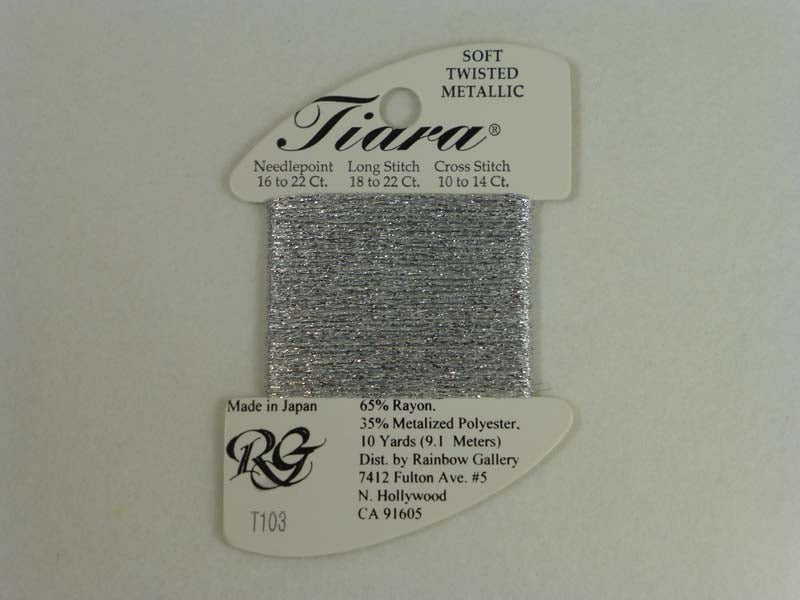 SOFT
TWISTED
METALLIC
Tiara®
Needlepoint Long Stitch Cross Stitch
16 to 22 Ct. 18 to 22 Ct. 10 to 14 Ct.
Made in Japan
RG
T103
65% Rayon,
35% Metalized Polyester,
10 Yards (9.1 Meters)
Dist. by Rainbow Gallery
7412 Fulton Ave. #5
N. Hollywood
CA 91605